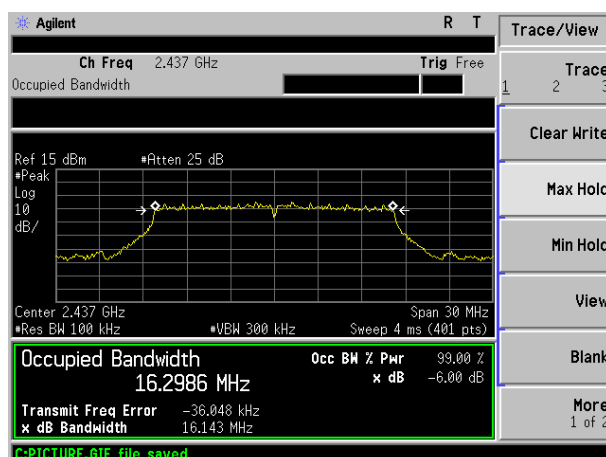 Agilent R T Trace/View
Ch Freq 2.437 GHz Trig Free
Occupied Bandwidth
Trace
1 2 3
Clear Write
Max Hold
Min Hold
View
Blank
More
1 of 2
Ref 15 dBm #Atten 25 dB
#Peak
Log
10
dB/
Center 2.437 GHz Span 30 MHz
#Res BW 100 kHz #VBW 300 kHz Sweep 4 ms (401 pts)
Occupied Bandwidth Occ BW % Pwr 99.00 %
16.2986 MHz x dB -6.00 dB
Transmit Freq Error -36.048 kHz
x dB Bandwidth 16.143 MHz
C:PICTURE.GIF file saved